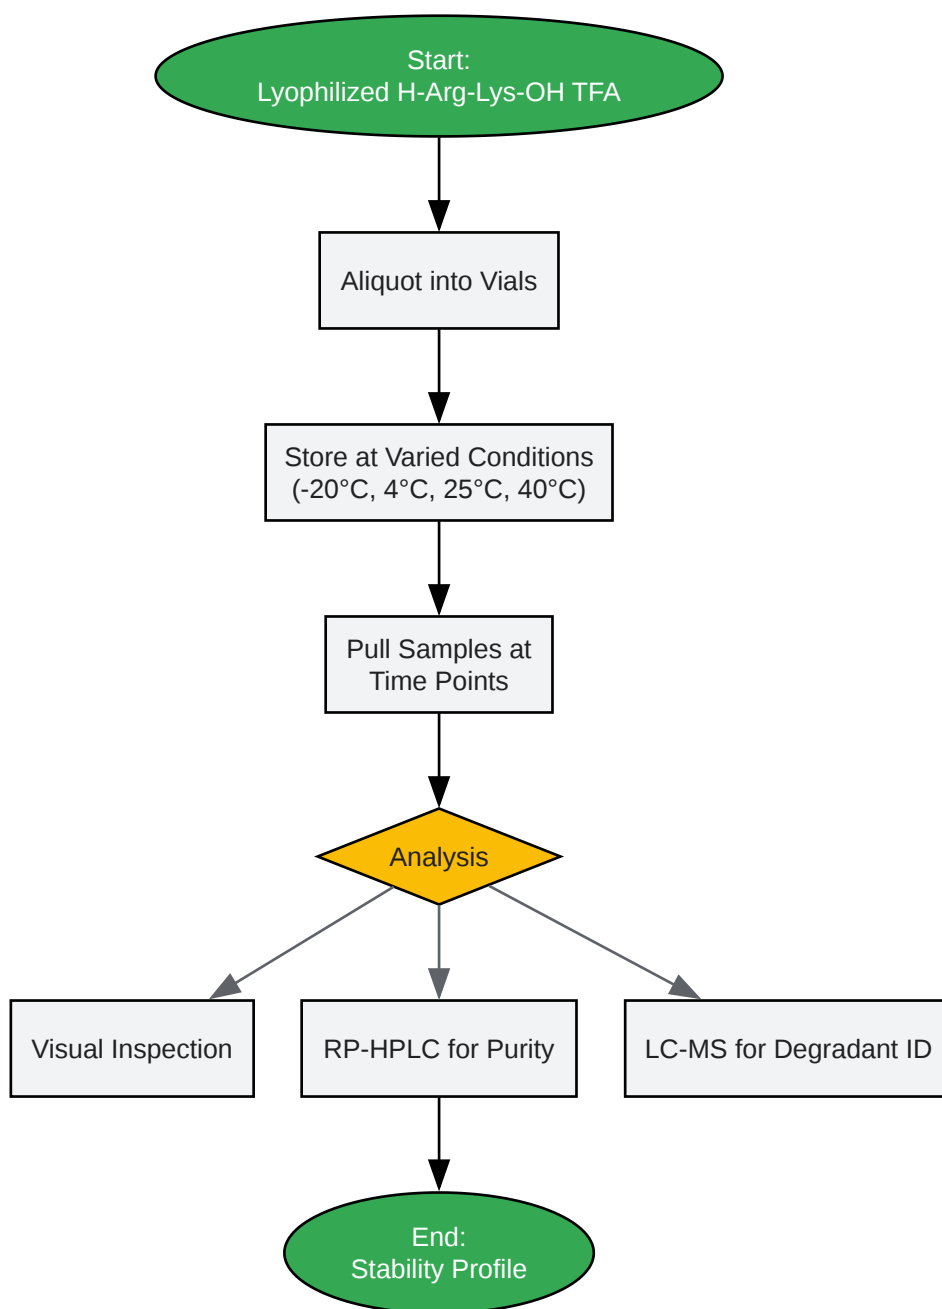 Start:
Lyophilized H-Arg-Lys-OH TFA
Aliquot into Vials
Store at Varied Conditions
(-20°C, 4°C, 25°C, 40°C)
Pull Samples at
Time Points
Analysis
Visual Inspection
RP-HPLC for Purity
LC-MS for Degradant ID
End:
Stability Profile